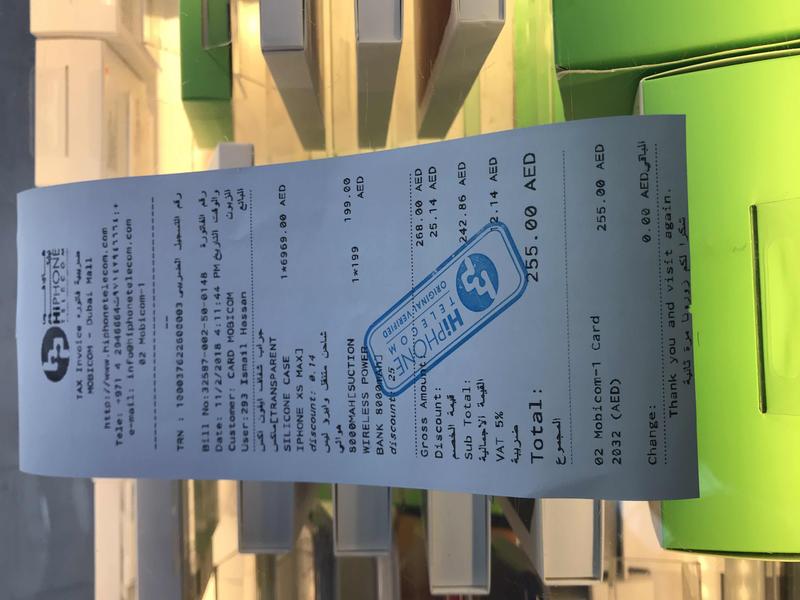 HiPHONE
TELECOM
TAX Invoice فاتورة ضريبية
MOBICOM - Dubai Mall
http://www.hiphonetelecom.com
Tele: +971 4 2946664
e-mail: info@hiphonetelecom.com
02 Mobicom-1
--
TRN : 100037622600003 رقم التسجيل الضريبي
Bill No:32587-002-50-0148 رقم الفاتورة
Date: 11/2/2018 4:11:44 PM والوقت التاريخ
Customer: CARD MOBICOM الزبون
User:293 Ismail Hassan البائع
جراب شفاف ايفون اكس
ماكس[TRANSPARENT
SILICONE CASE
IPHONE XS MAX]
1*69 69.00 AED
discount: 0.14
شاحن متنقل وايرو ليس
هوائي
8000MAH[SUCTION
WIRELESS POWER
BANK 8000MAH]
1*199 199.00
AED
discount: 25
Gross Amount: 268.00 AED
Discount: 25.14 AED
قيمة الخصم
Sub Total: 242.86 AED
القيمة الاجمالية
VAT 5% 2.14 AED
ضريبة
Total: 255.00 AED
المجموع
HiPHONE
TELECOM
ORIGINAL VERIFIED
02 Mobicom-1 Card
2032 (AED) 255.00 AED
Change: 0.00 AED الباقي
Thank you and visit again.
شكرا لكم زورونا مرة ثانية